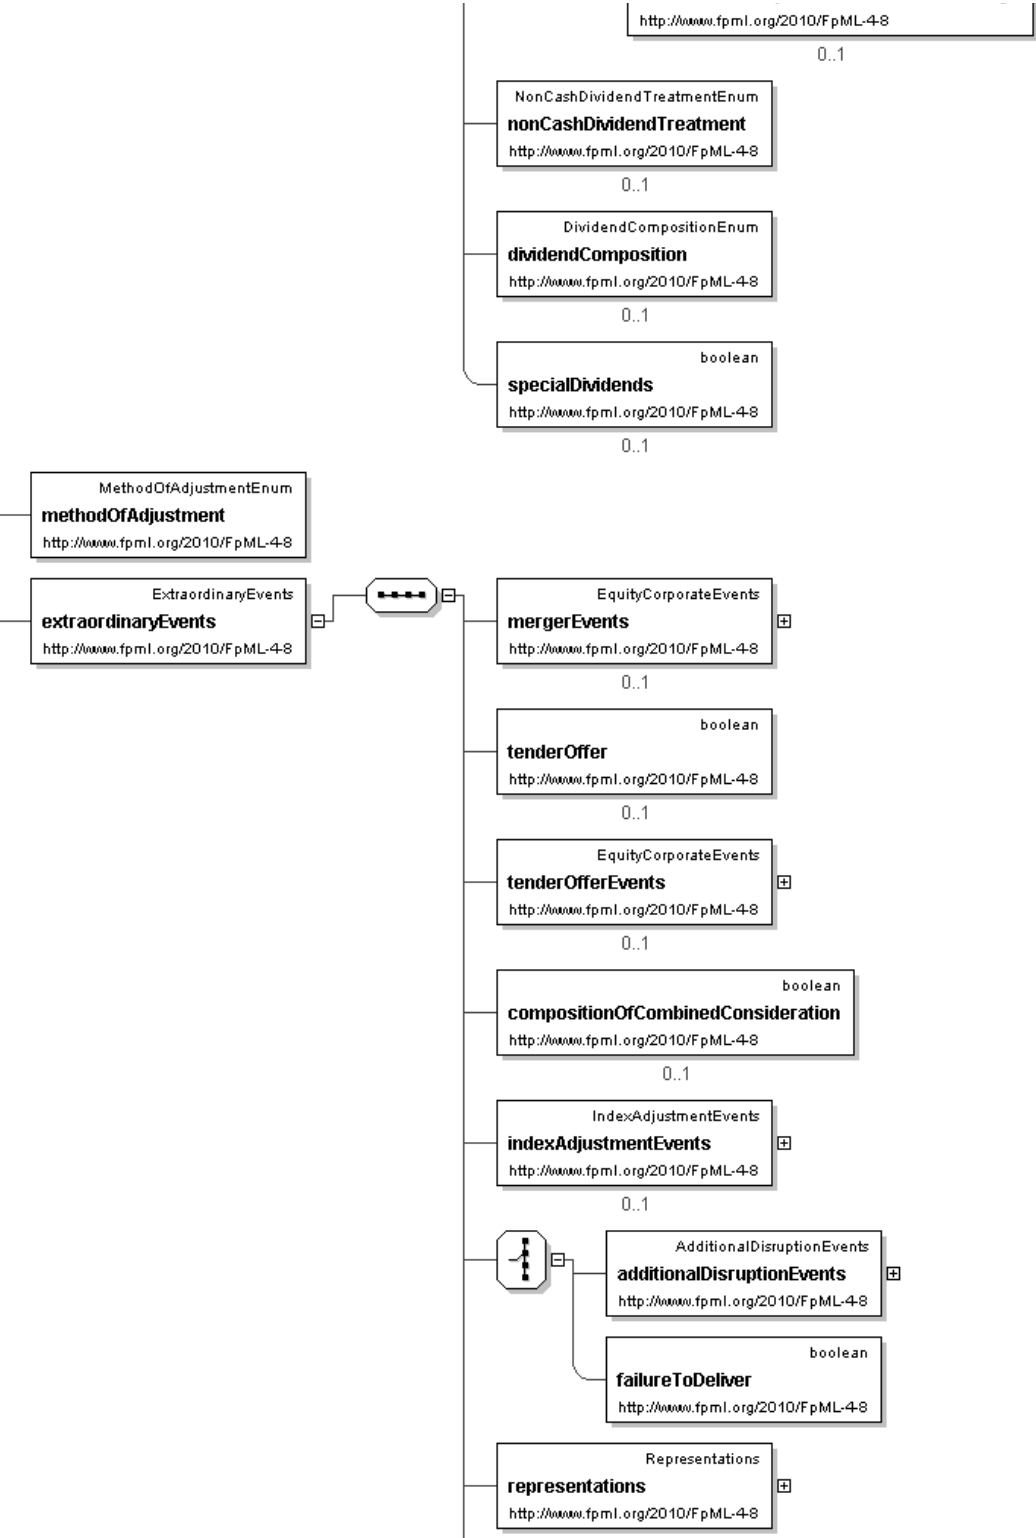 http://www.fpml.org/2010/FpML-4-8
0..1
NonCashDividendTreatmentEnum
nonCashDividendTreatment
http://www.fpml.org/2010/FpML-4-8
0..1
DividendCompositionEnum
dividendComposition
http://www.fpml.org/2010/FpML-4-8
0..1
boolean
specialDividends
http://www.fpml.org/2010/FpML-4-8
0..1
MethodOfAdjustmentEnum
methodOfAdjustment
http://www.fpml.org/2010/FpML-4-8
ExtraordinaryEvents
extraordinaryEvents
http://www.fpml.org/2010/FpML-4-8
EquityCorporateEvents
mergerEvents
http://www.fpml.org/2010/FpML-4-8
0..1
boolean
tenderOffer
http://www.fpml.org/2010/FpML-4-8
0..1
EquityCorporateEvents
tenderOfferEvents
http://www.fpml.org/2010/FpML-4-8
0..1
boolean
compositionOfCombinedConsideration
http://www.fpml.org/2010/FpML-4-8
0..1
IndexAdjustmentEvents
indexAdjustmentEvents
http://www.fpml.org/2010/FpML-4-8
0..1
AdditionalDisruptionEvents
additionalDisruptionEvents
http://www.fpml.org/2010/FpML-4-8
boolean
failureToDeliver
http://www.fpml.org/2010/FpML-4-8
Representations
representations
http://www.fpml.org/2010/FpML-4-8